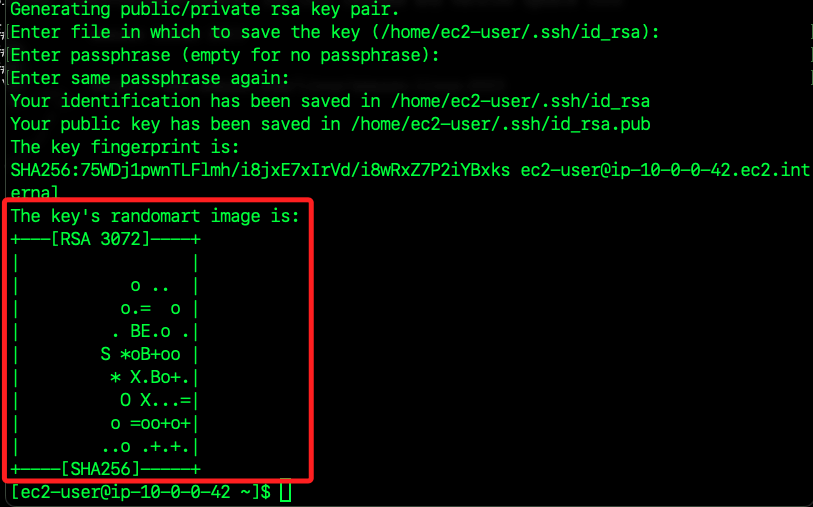 Generating public/private rsa key pair.
[Enter file in which to save the key (/home/ec2-user/.ssh/id_rsa):
[Enter passphrase (empty for no passphrase):
[Enter same passphrase again:
Your identification has been saved in /home/ec2-user/.ssh/id_rsa
Your public key has been saved in /home/ec2-user/.ssh/id_rsa.pub
The key fingerprint is:
SHA256:75WDj1pwnTLFlmh/i8jxE7xIrVd/i8wRxZ7P2iYBxks ec2-user@ip-10-0-0-42.ec2.int
ernal
The key's randomart image is:
+---[RSA 3072]----+
|                 |
|           o ..  |
|          o.=  o |
|         . BE.o .|
|        S *oB+oo |
|         * X.Bo+.|
|          O X...=|
|         o =oo+o+|
|        ..o .+.+.|
+----[SHA256]-----+
[ec2-user@ip-10-0-0-42 ~]$